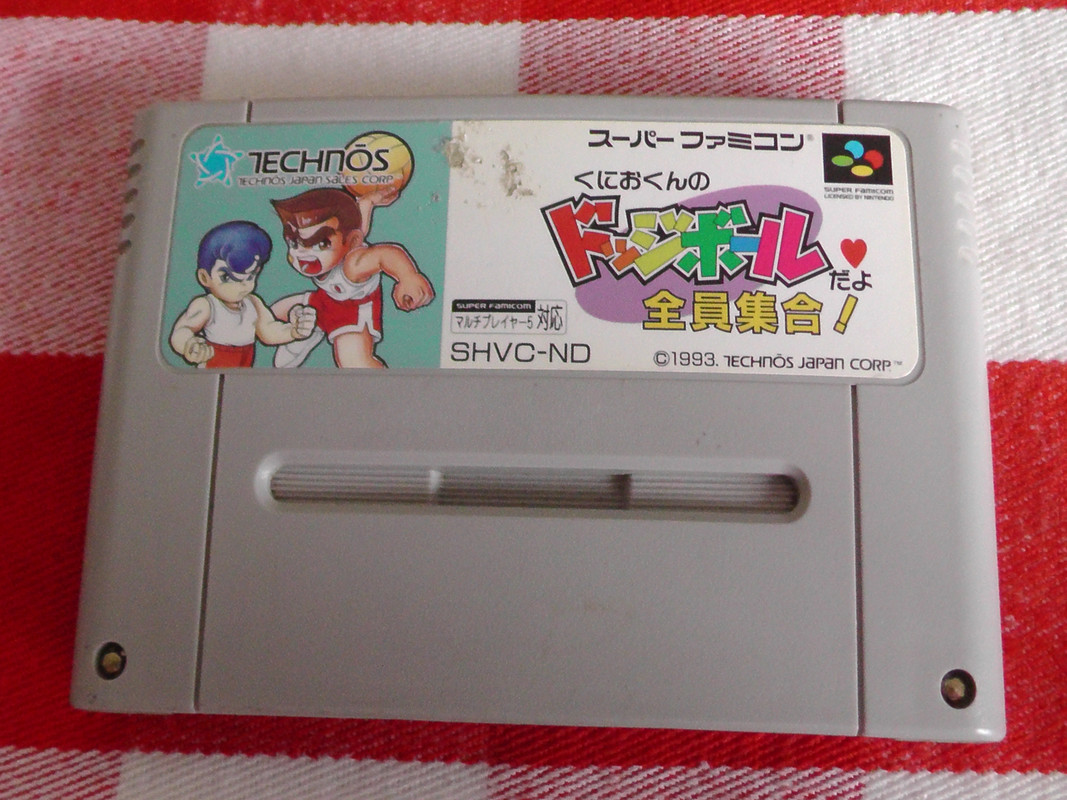 TECHNŌS
TECHNŌS JAPAN SALES CORP.
スーパーファミコン®
SUPER FAMICOM
LICENSED BY NINTENDO
くにおくんの
ドッジボール
だよ
全員集合!
SUPER FAMICOM
マルチプレイヤー5 対応
SHVC-ND
©1993. TECHNŌS JAPAN CORP.™